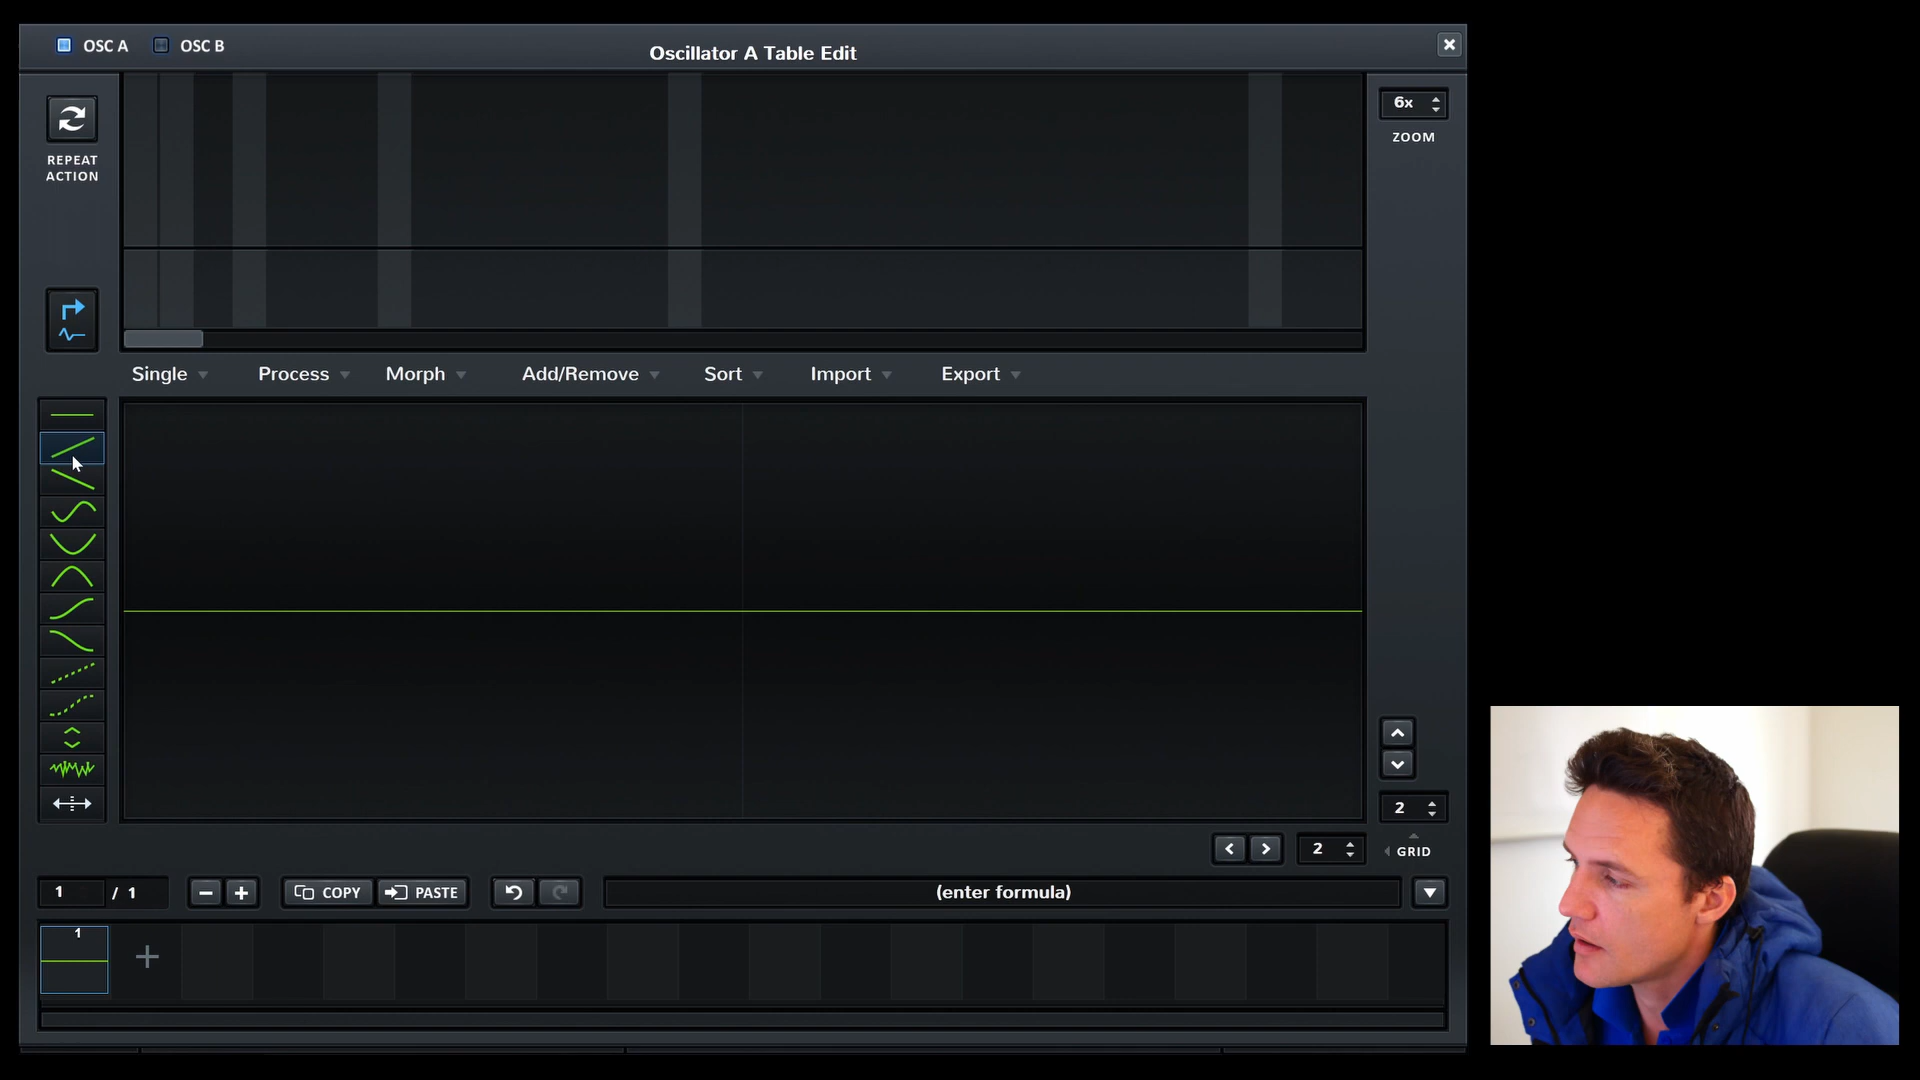 OSC A
OSC B
Oscillator A Table Edit
REPEAT
ACTION
6x
ZOOM
Single
Process
Morph
Add/Remove
Sort
Import
Export
2
2
GRID
1 / 1
COPY
PASTE
(enter formula)
1